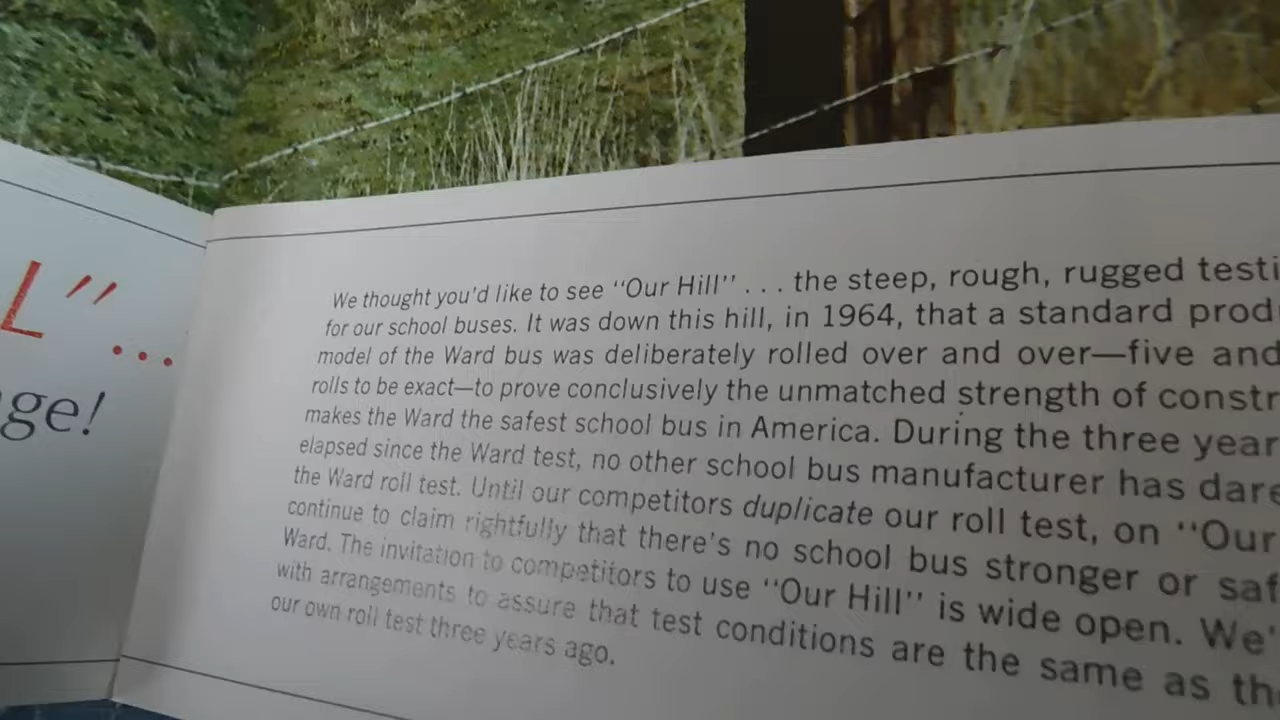 L"...
ge!
We thought you'd like to see "Our Hill" . . . the steep, rough, rugged testi
for our school buses. It was down this hill, in 1964, that a standard prod
model of the Ward bus was deliberately rolled over and over—five and
rolls to be exact—to prove conclusively the unmatched strength of constr
makes the Ward the safest school bus in America. During the three year
elapsed since the Ward test, no other school bus manufacturer has dare
the Ward roll test. Until our competitors duplicate our roll test, on "Our
continue to claim rightfully that there's no school bus stronger or saf
Ward. The invitation to competitors to use "Our Hill" is wide open. We'
with arrangements to assure that test conditions are the same as th
our own roll test three years ago.